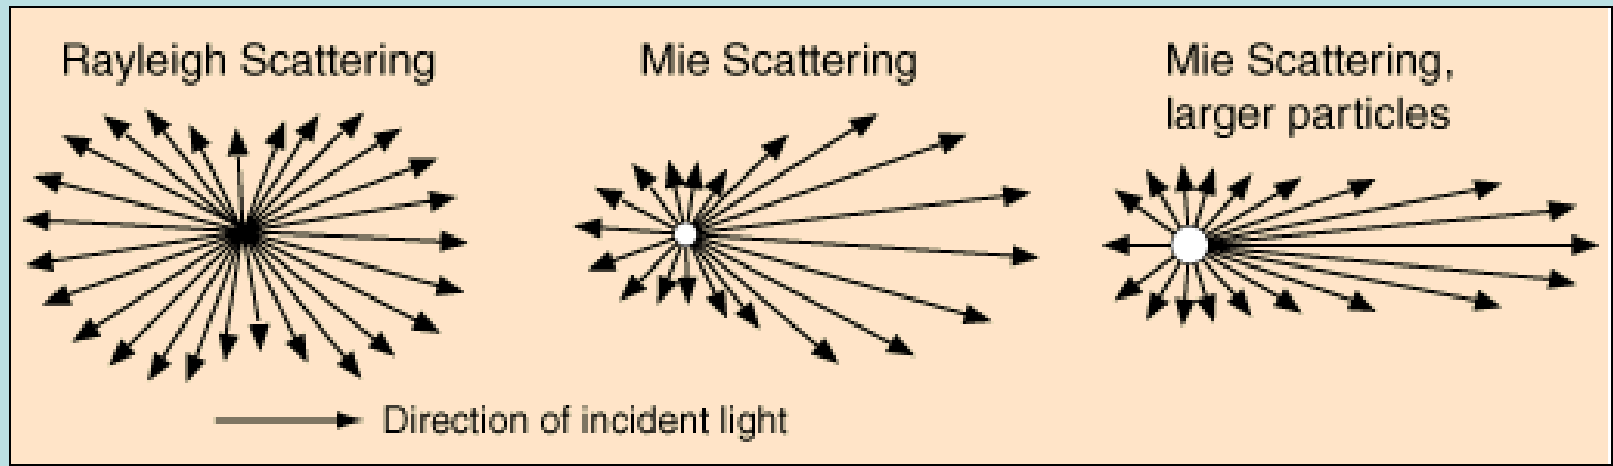 Rayleigh Scattering
Mie Scattering
Mie Scattering,
larger particles
Direction of incident light